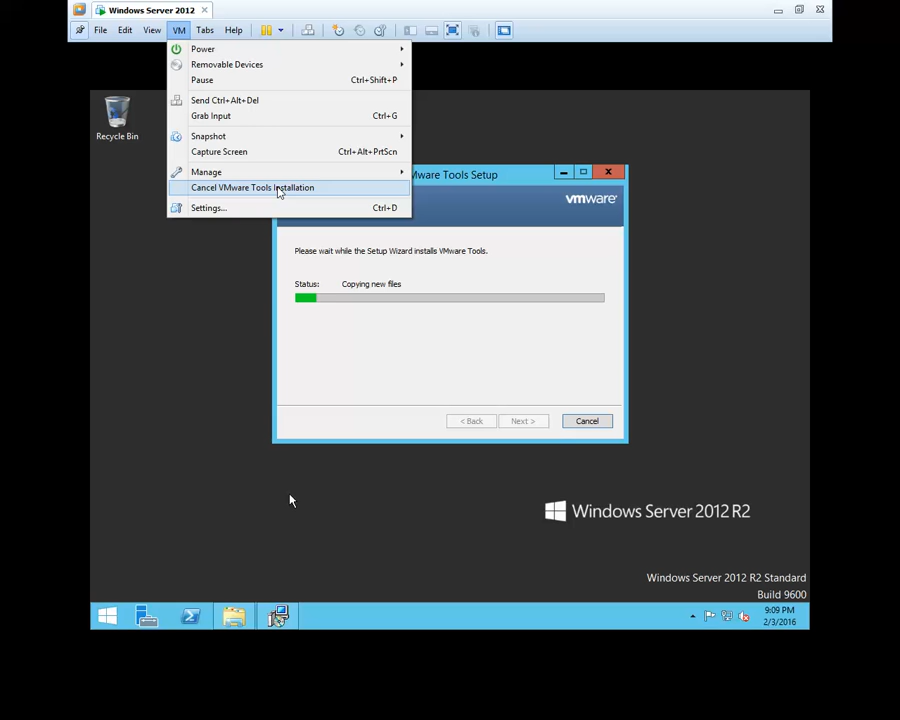 Windows Server 2012
File Edit View VM Tabs Help
Power
Removable Devices
Pause Ctrl+Shift+P
Send Ctrl+Alt+Del
Grab Input Ctrl+G
Snapshot
Capture Screen Ctrl+Alt+PrtScn
Manage
Cancel VMware Tools Installation
Settings... Ctrl+D
Recycle Bin
Mware Tools Setup
vmware
Please wait while the Setup Wizard installs VMware Tools.
Status: Copying new files
< Back Next > Cancel
Windows Server 2012 R2
Windows Server 2012 R2 Standard
Build 9600
9:09 PM
2/3/2016